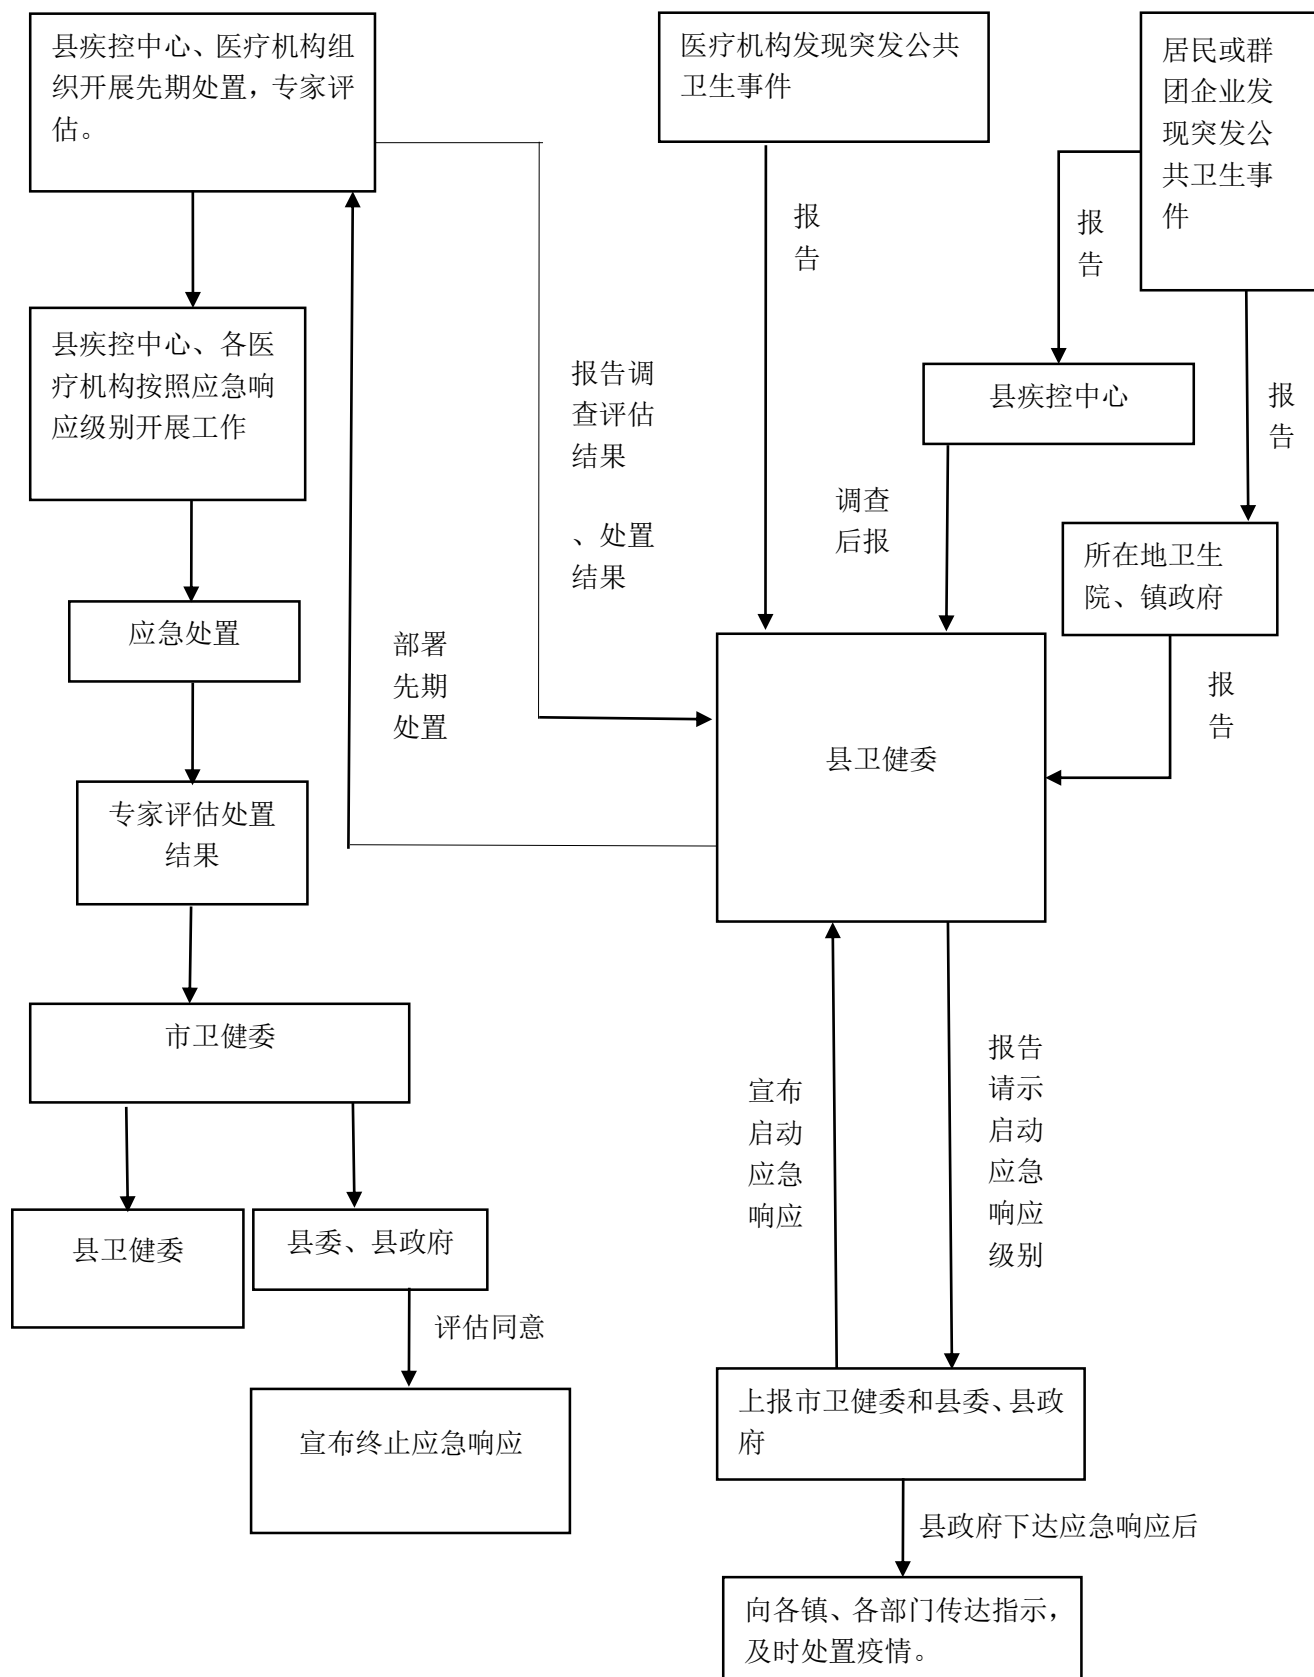 县疾控中心、医疗机构组
织开展先期处置，专家评
估。
医疗机构发现突发公共
卫生事件
居民或群
团企业发
现突发公
共卫生事
件
报
告
报
告
县疾控中心、各医
疗机构按照应急响
应级别开展工作
报告调
查评估
结果
、处置
结果
县疾控中心
报
告
调查
后报
所在地卫生
院、镇政府
应急处置
部署
先期
处置
报
告
县卫健委
专家评估处置
结果
市卫健委
宣布
启动
应急
响应
报告
请示
启动
应急
响应
级别
县卫健委
县委、县政府
评估同意
宣布终止应急响应
上报市卫健委和县委、县政
府
县政府下达应急响应后
向各镇、各部门传达指示，
及时处置疫情。